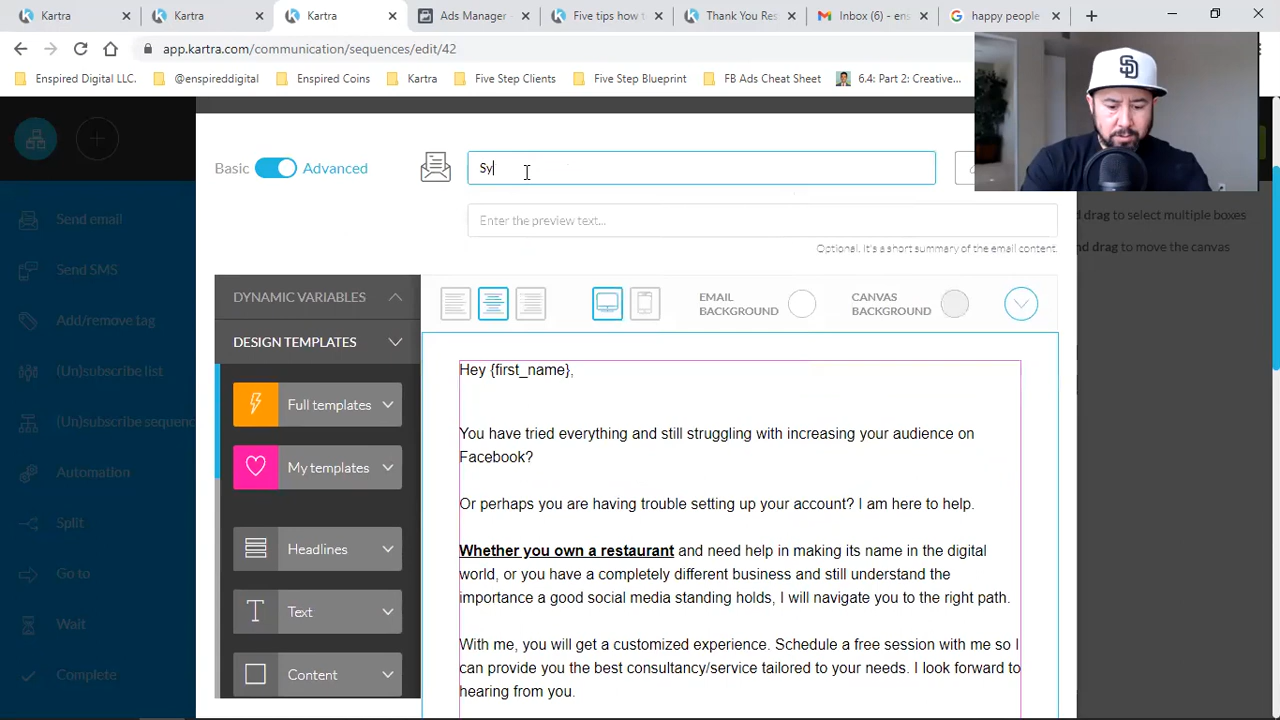 Kartra
Kartra
Kartra
Ads Manager -
Five tips how t
Thank You Res
Inbox (6) - ens
happy people
app.kartra.com/communication/sequences/edit/42
Enspired Digital LLC.
@enspireddigital
Enspired Coins
Kartra
Five Step Clients
Five Step Blueprint
FB Ads Cheat Sheet
0.4: Part 2: Creative...
Basic
Advanced
Sy
Enter the preview text...
Optional. It's a short summary of the email content.
d drag to select multiple boxes
nd drag to move the canvas
Send email
Send SMS
Add/remove tag
(Un)subscribe list
(Un)subscribe sequenc
Automation
Split
Go to
Wait
Complete
DYNAMIC VARIABLES
DESIGN TEMPLATES
Full templates
My templates
Headlines
Text
Content
EMAIL
BACKGROUND
CANVAS
BACKGROUND
Hey {first_name},
You have tried everything and still struggling with increasing your audience on
Facebook?
Or perhaps you are having trouble setting up your account? I am here to help.
Whether you own a restaurant and need help in making its name in the digital
world, or you have a completely different business and still understand the
importance a good social media standing holds, I will navigate you to the right path.
With me, you will get a customized experience. Schedule a free session with me so I
can provide you the best consultancy/service tailored to your needs. I look forward to
hearing from you.
SD